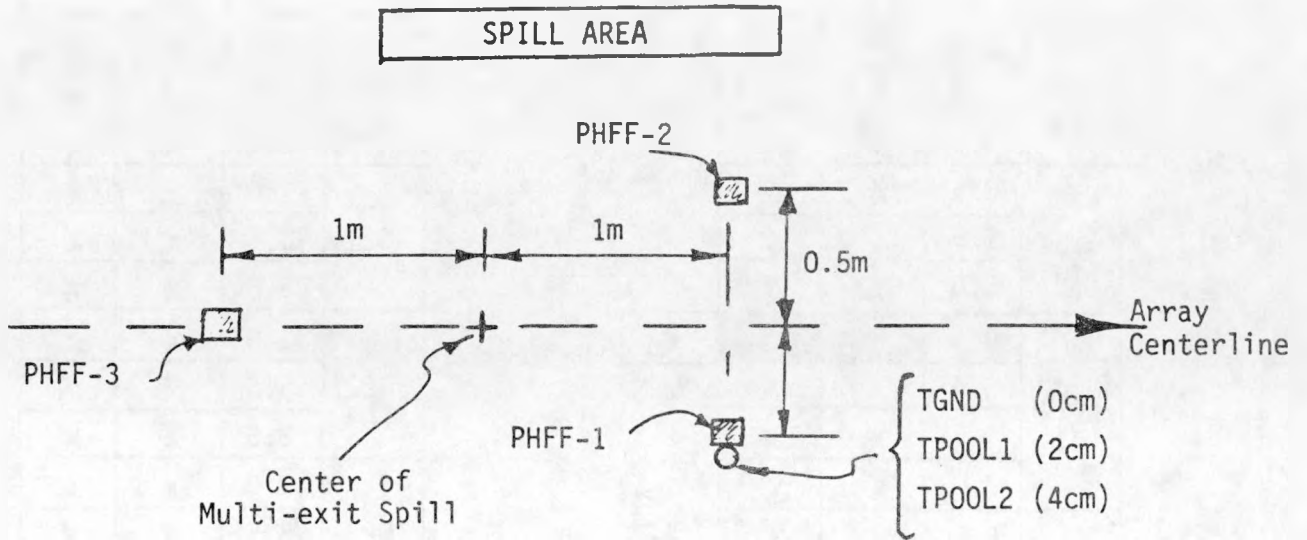 SPILL AREA
PHFF-2
1m
1m
0.5m
Array
Centerline
PHFF-3
PHFF-1
TGND (0cm)
TPOOL1 (2cm)
TPOOL2 (4cm)
Center of
Multi-exit Spill